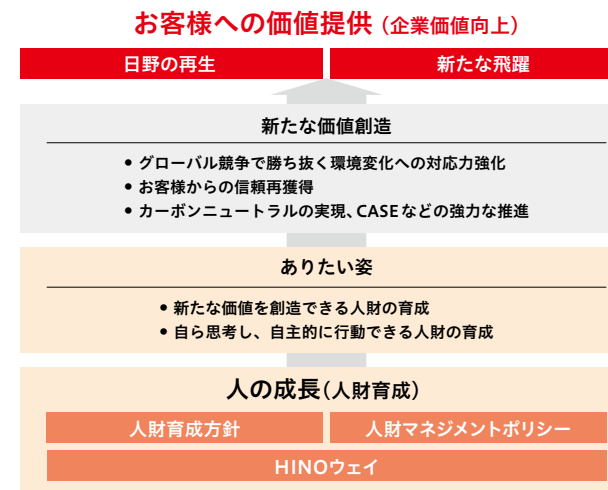 お客様への価値提供（企業価値向上）
日野の再生
新たな飛躍
新たな価値創造
● グローバル競争で勝ち抜く環境変化への対応力強化
● お客様からの信頼再獲得
● カーボンニュートラルの実現、CASEなどの強力な推進
ありたい姿
● 新たな価値を創造できる人財の育成
● 自ら思考し、自主的に行動できる人財の育成
人の成長（人財育成）
人財育成方針
人財マネジメントポリシー
HINOウェイ